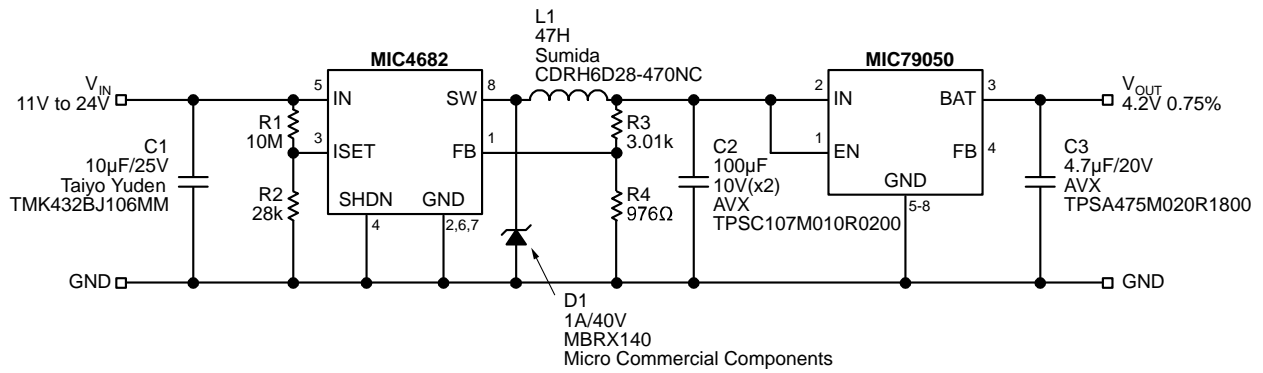 L1
47H
Sumida
CDRH6D28-470NC
MIC4682
MIC79050
VIN
11V to 24V
5
IN
SW
8
2
IN
BAT
3
VOUT
4.2V 0.75%
R1
10M
3
ISET
1
FB
R3
3.01k
1
EN
FB
4
C1
10µF/25V
Taiyo Yuden
TMK432BJ106MM
R2
28k
SHDN
4
GND
2,6,7
R4
976Ω
C2
100µF
10V(x2)
AVX
TPSC107M010R0200
GND
5-8
C3
4.7µF/20V
AVX
TPSA475M020R1800
GND
GND
D1
1A/40V
MBRX140
Micro Commercial Components